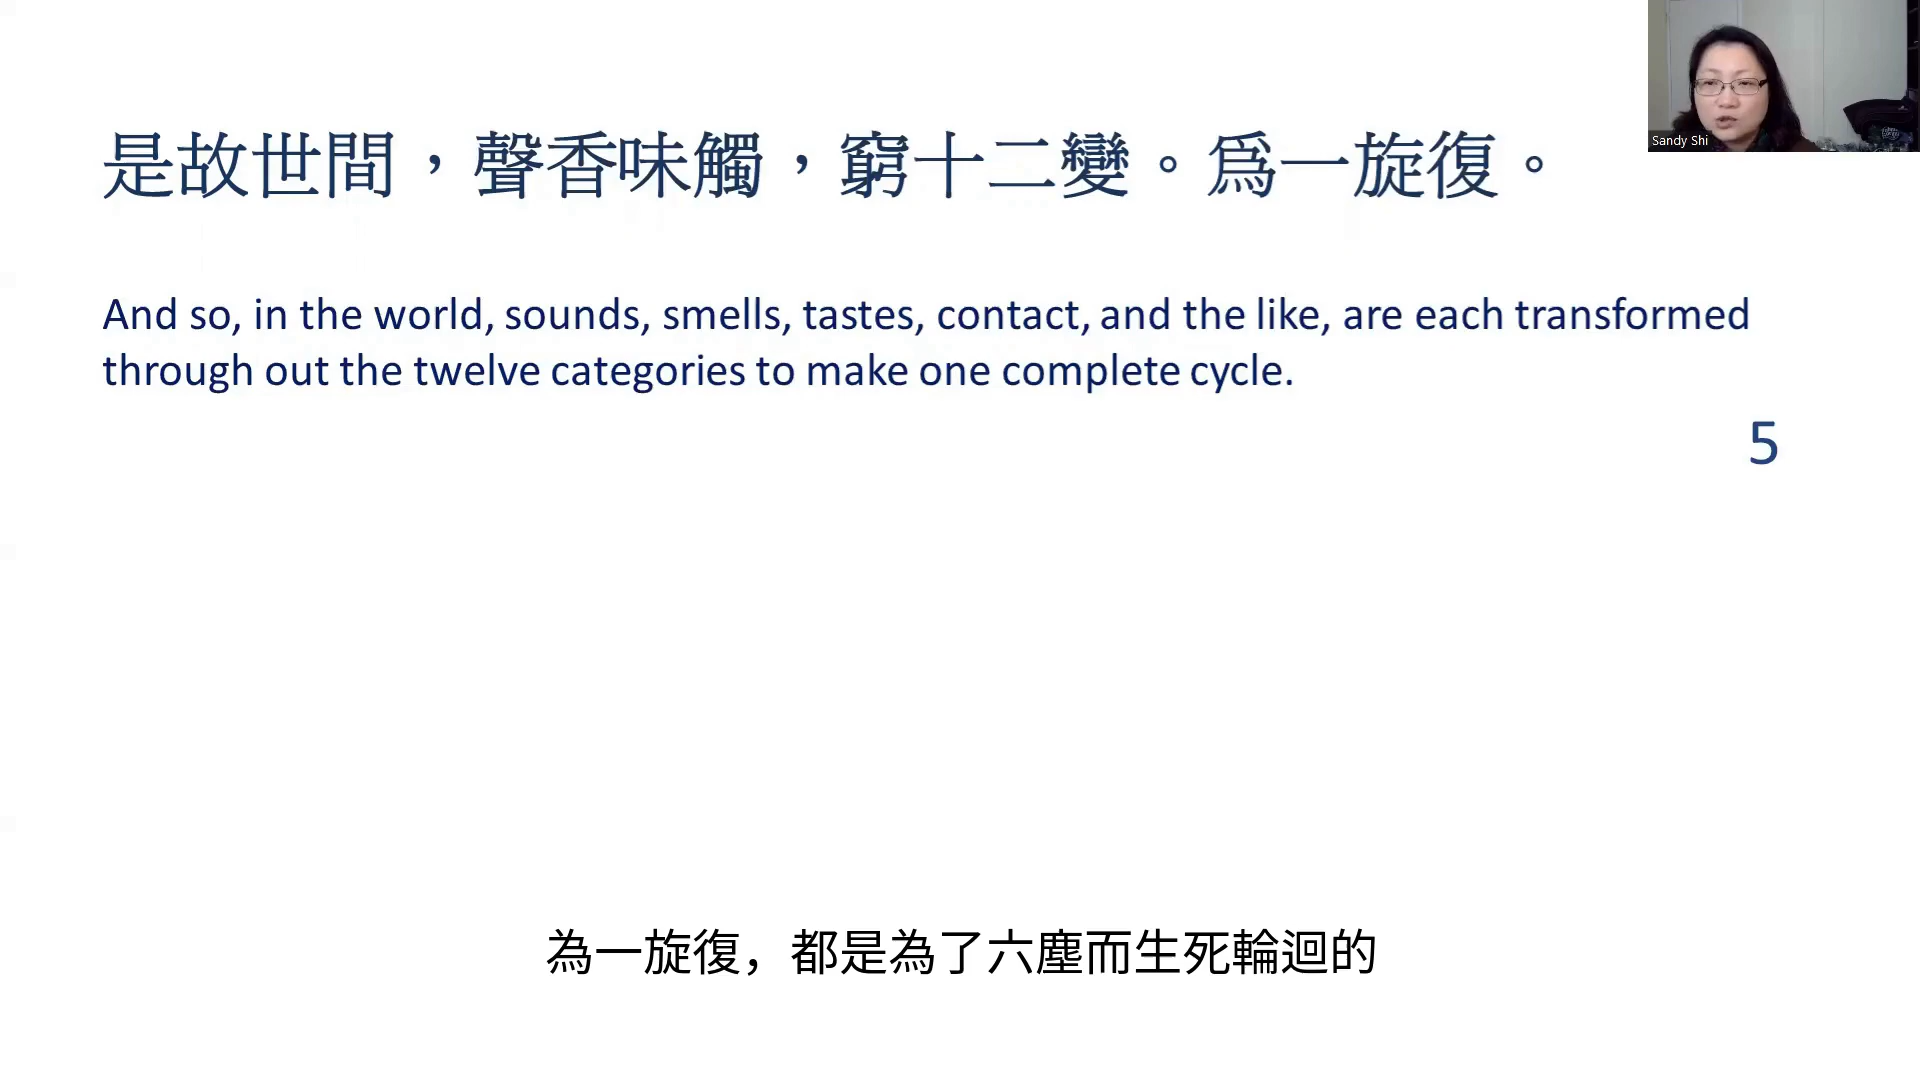 Sandy Shi
是故世間，聲香味觸，窮十二變。爲一旋復。
And so, in the world, sounds, smells, tastes, contact, and the like, are each transformed
through out the twelve categories to make one complete cycle.
5
為一旋復，都是為了六塵而生死輪迴的